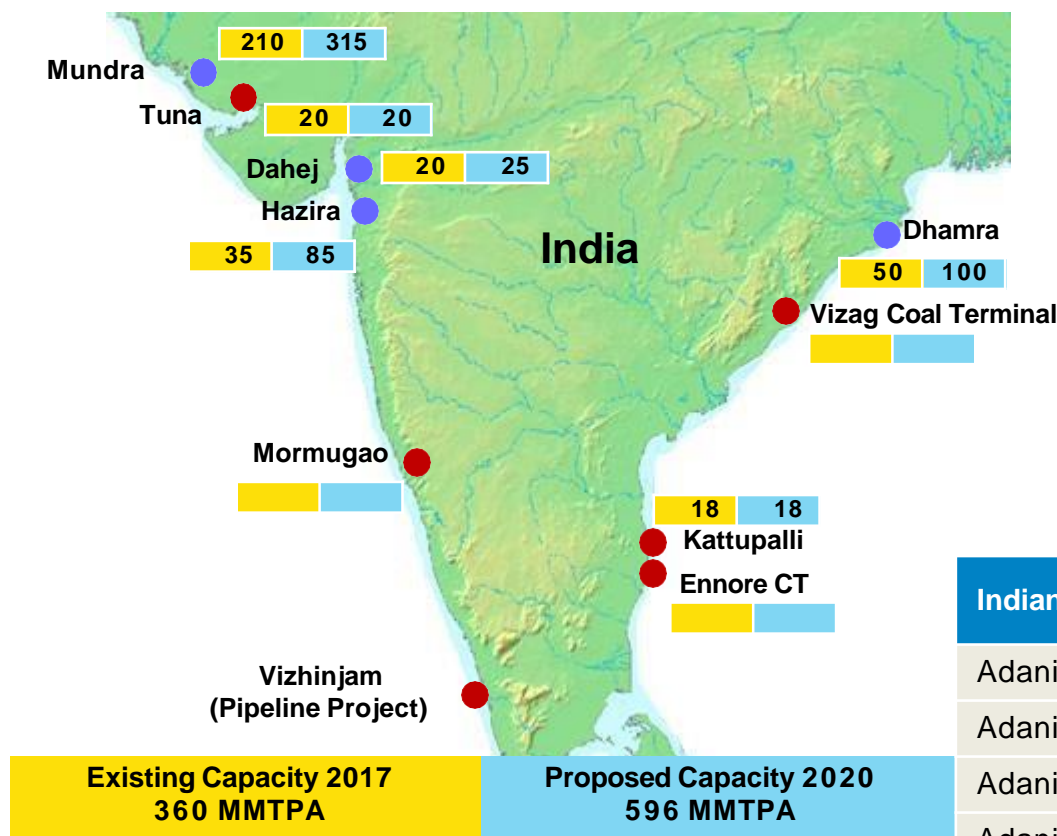 210 315
Mundra
Tuna
20 20
Dahej
20 25
Hazira
35 85
India
Dhamra
50 100
Vizag Coal Terminal
Mormugao
18 18
Kattupalli
Ennore CT
Vizhinjam
(Pipeline Project)
Existing Capacity 2017
360 MMTPA
Proposed Capacity 2020
596 MMTPA
Indian
Adani
Adani
Adani
Adani